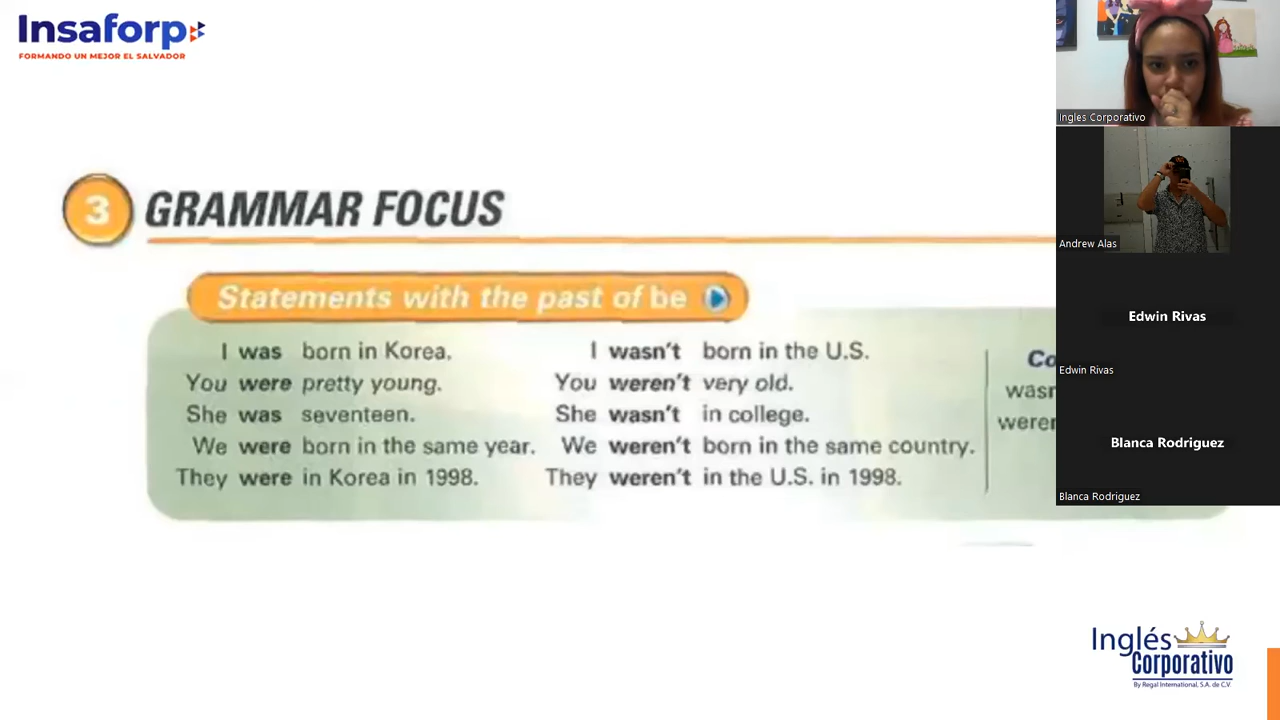 Insaforp
FORMANDO UN MEJOR EL SALVADOR
3 GRAMMAR FOCUS
Statements with the past of be
I was born in Korea.
You were pretty young.
She was seventeen.
We were born in the same year.
They were in Korea in 1998.
I wasn't born in the U.S.
You weren't very old.
She wasn't in college.
We weren't born in the same country.
They weren't in the U.S. in 1998.
Ingles Corporativo
Andrew Alas
Edwin Rivas
Edwin Rivas
Blanca Rodriguez
Blanca Rodriguez
Inglés
Corporativo
By Regal International, S.A. de C.V.